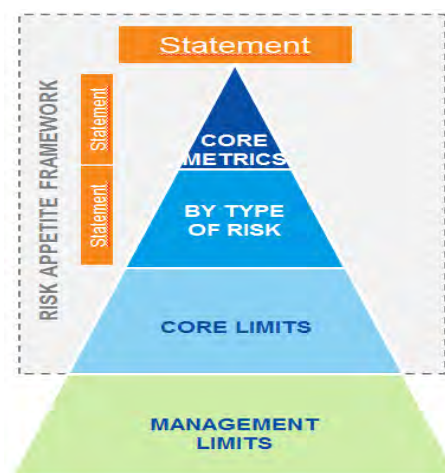 Statement
RISK APPETITE FRAMEWORK
Statement
Statement
CORE
METRICS
BY TYPE
OF RISK
CORE LIMITS
MANAGEMENT
LIMITS